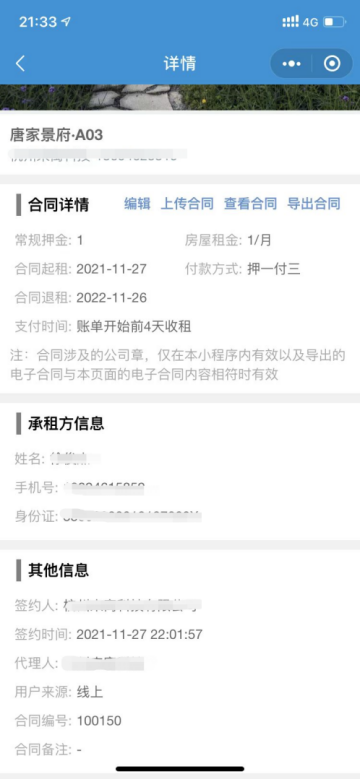 21:33
4G
详情
唐家景府·A03
合同详情 编辑 上传合同 查看合同 导出合同
常规押金: 1 房屋租金: 1/月
合同起租: 2021-11-27 付款方式: 押一付三
合同退租: 2022-11-26
支付时间: 账单开始前4天收租
注：合同涉及的公司章，仅在本小程序内有效以及导出的
电子合同与本页面的电子合同内容相符时有效
承租方信息
姓名:
手机号:
身份证:
其他信息
签约人:
签约时间: 2021-11-27 22:01:57
代理人:
用户来源: 线上
合同编号: 100150
合同备注: -